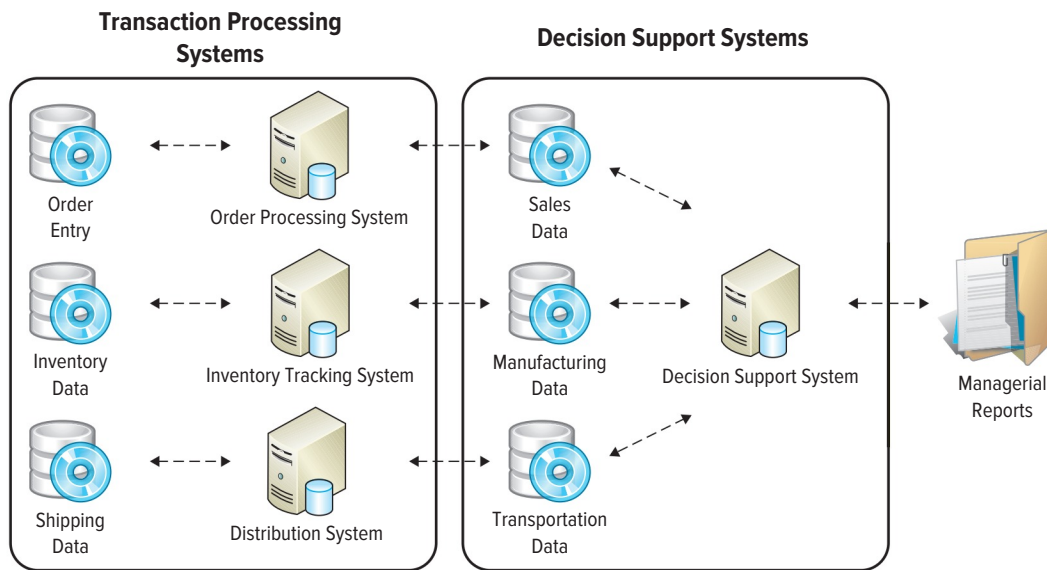 Transaction Processing
Systems
Decision Support Systems
Order
Entry
Order Processing System
Sales
Data
Inventory
Data
Inventory Tracking System
Manufacturing
Data
Decision Support System
Managerial
Reports
Shipping
Data
Distribution System
Transportation
Data